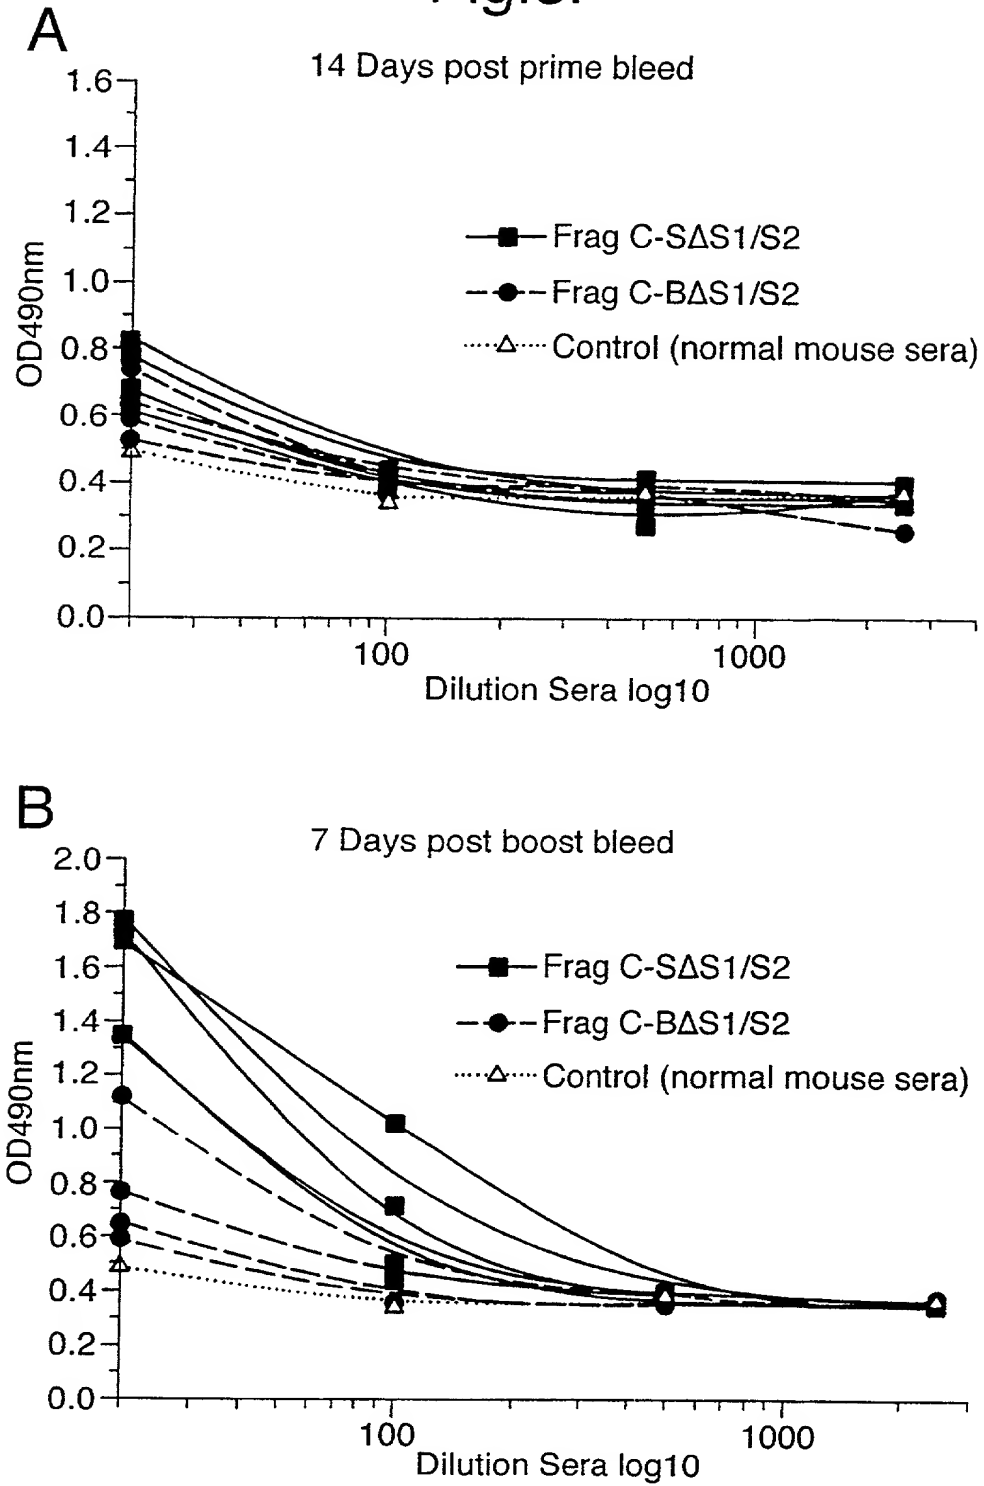 A
14 Days post prime bleed
1.6
1.4
1.2
1.0
0.8
0.6
0.4
0.2
0.0
OD490nm
Frag C-SΔS1/S2
Frag C-BΔS1/S2
Control (normal mouse sera)
100
1000
Dilution Sera log10
B
7 Days post boost bleed
2.0
1.8
1.6
1.4
1.2
1.0
0.8
0.6
0.4
0.2
0.0
OD490nm
Frag C-SΔS1/S2
Frag C-BΔS1/S2
Control (normal mouse sera)
100
1000
Dilution Sera log10